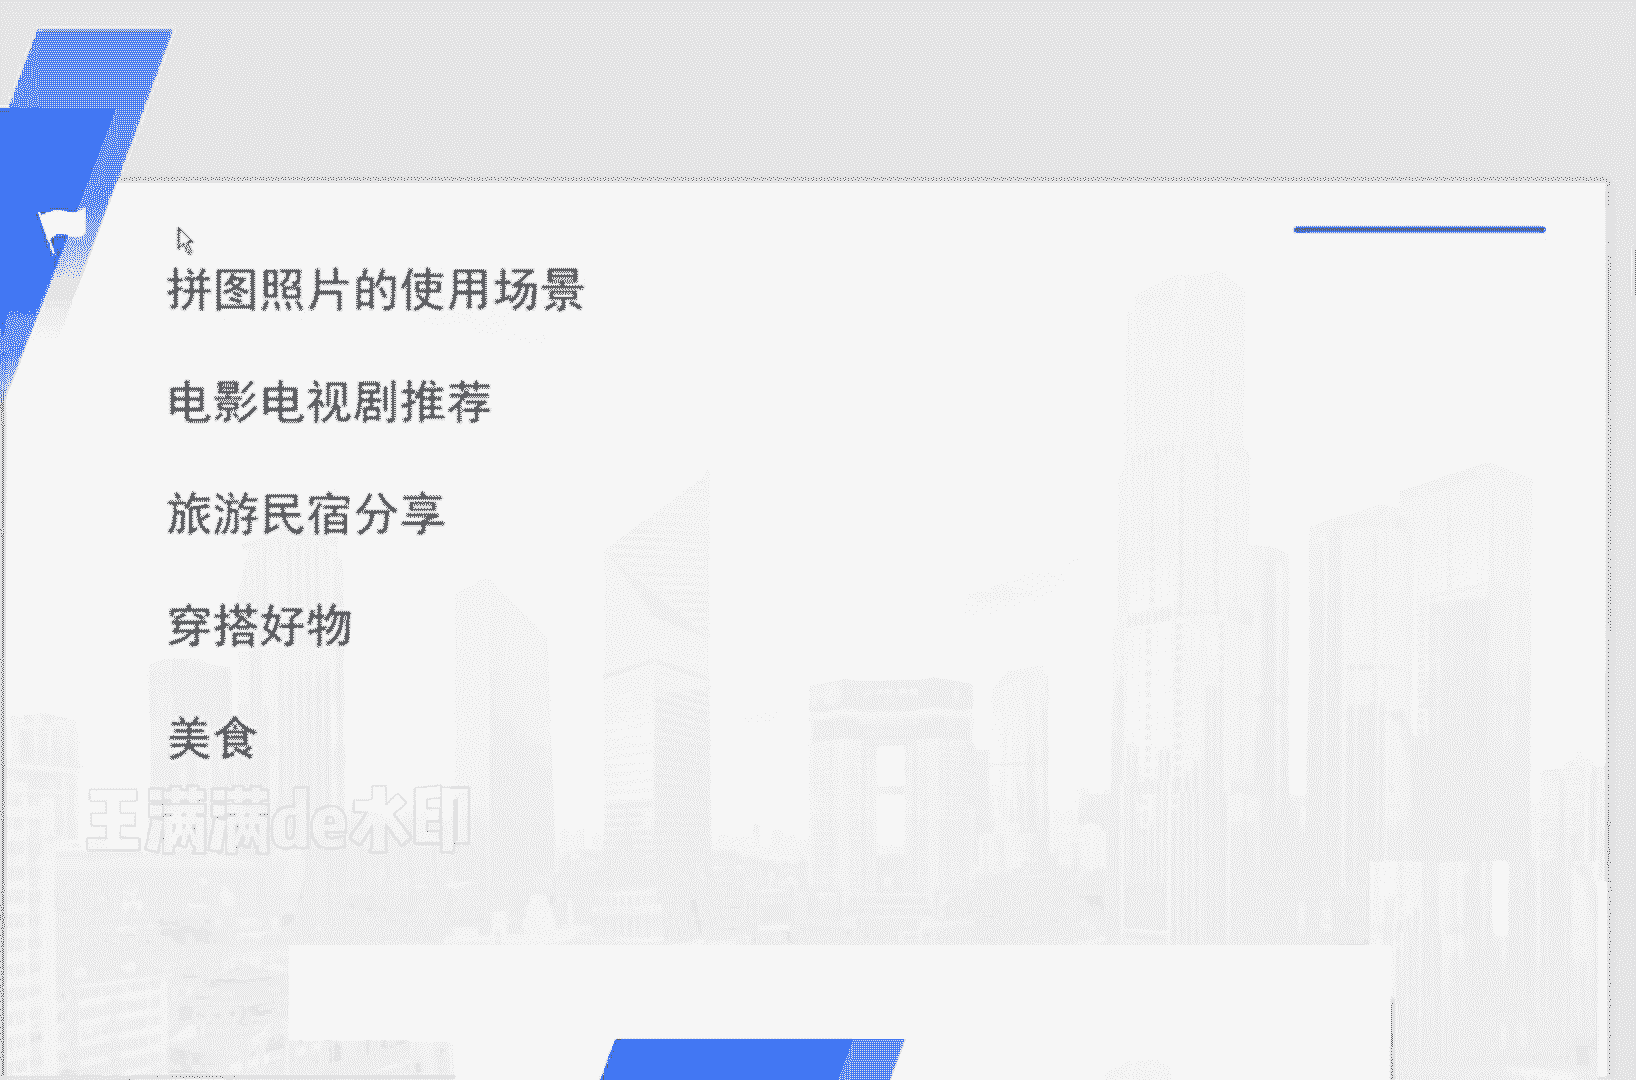 拼图照片的使用场景
电影电视剧推荐
旅游民宿分享
穿搭好物
美食
王满满de水印